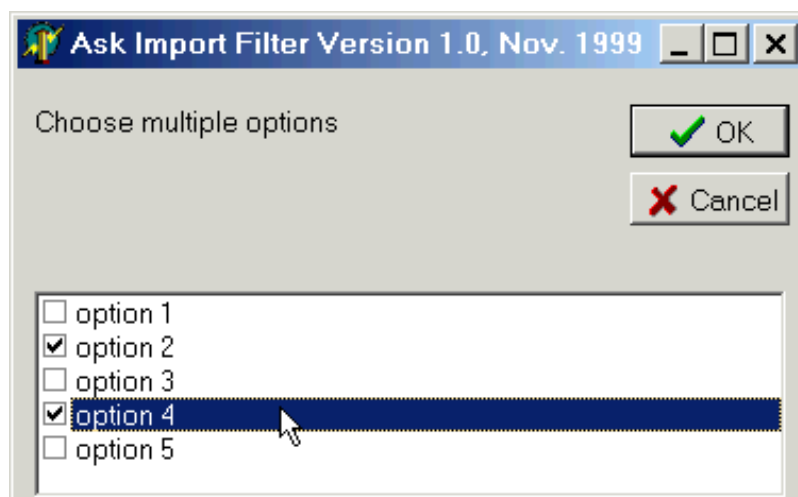 Ask Import Filter Version 1.0, Nov. 1999
Choose multiple options
OK
Cancel
option 1
option 2
option 3
option 4
option 5